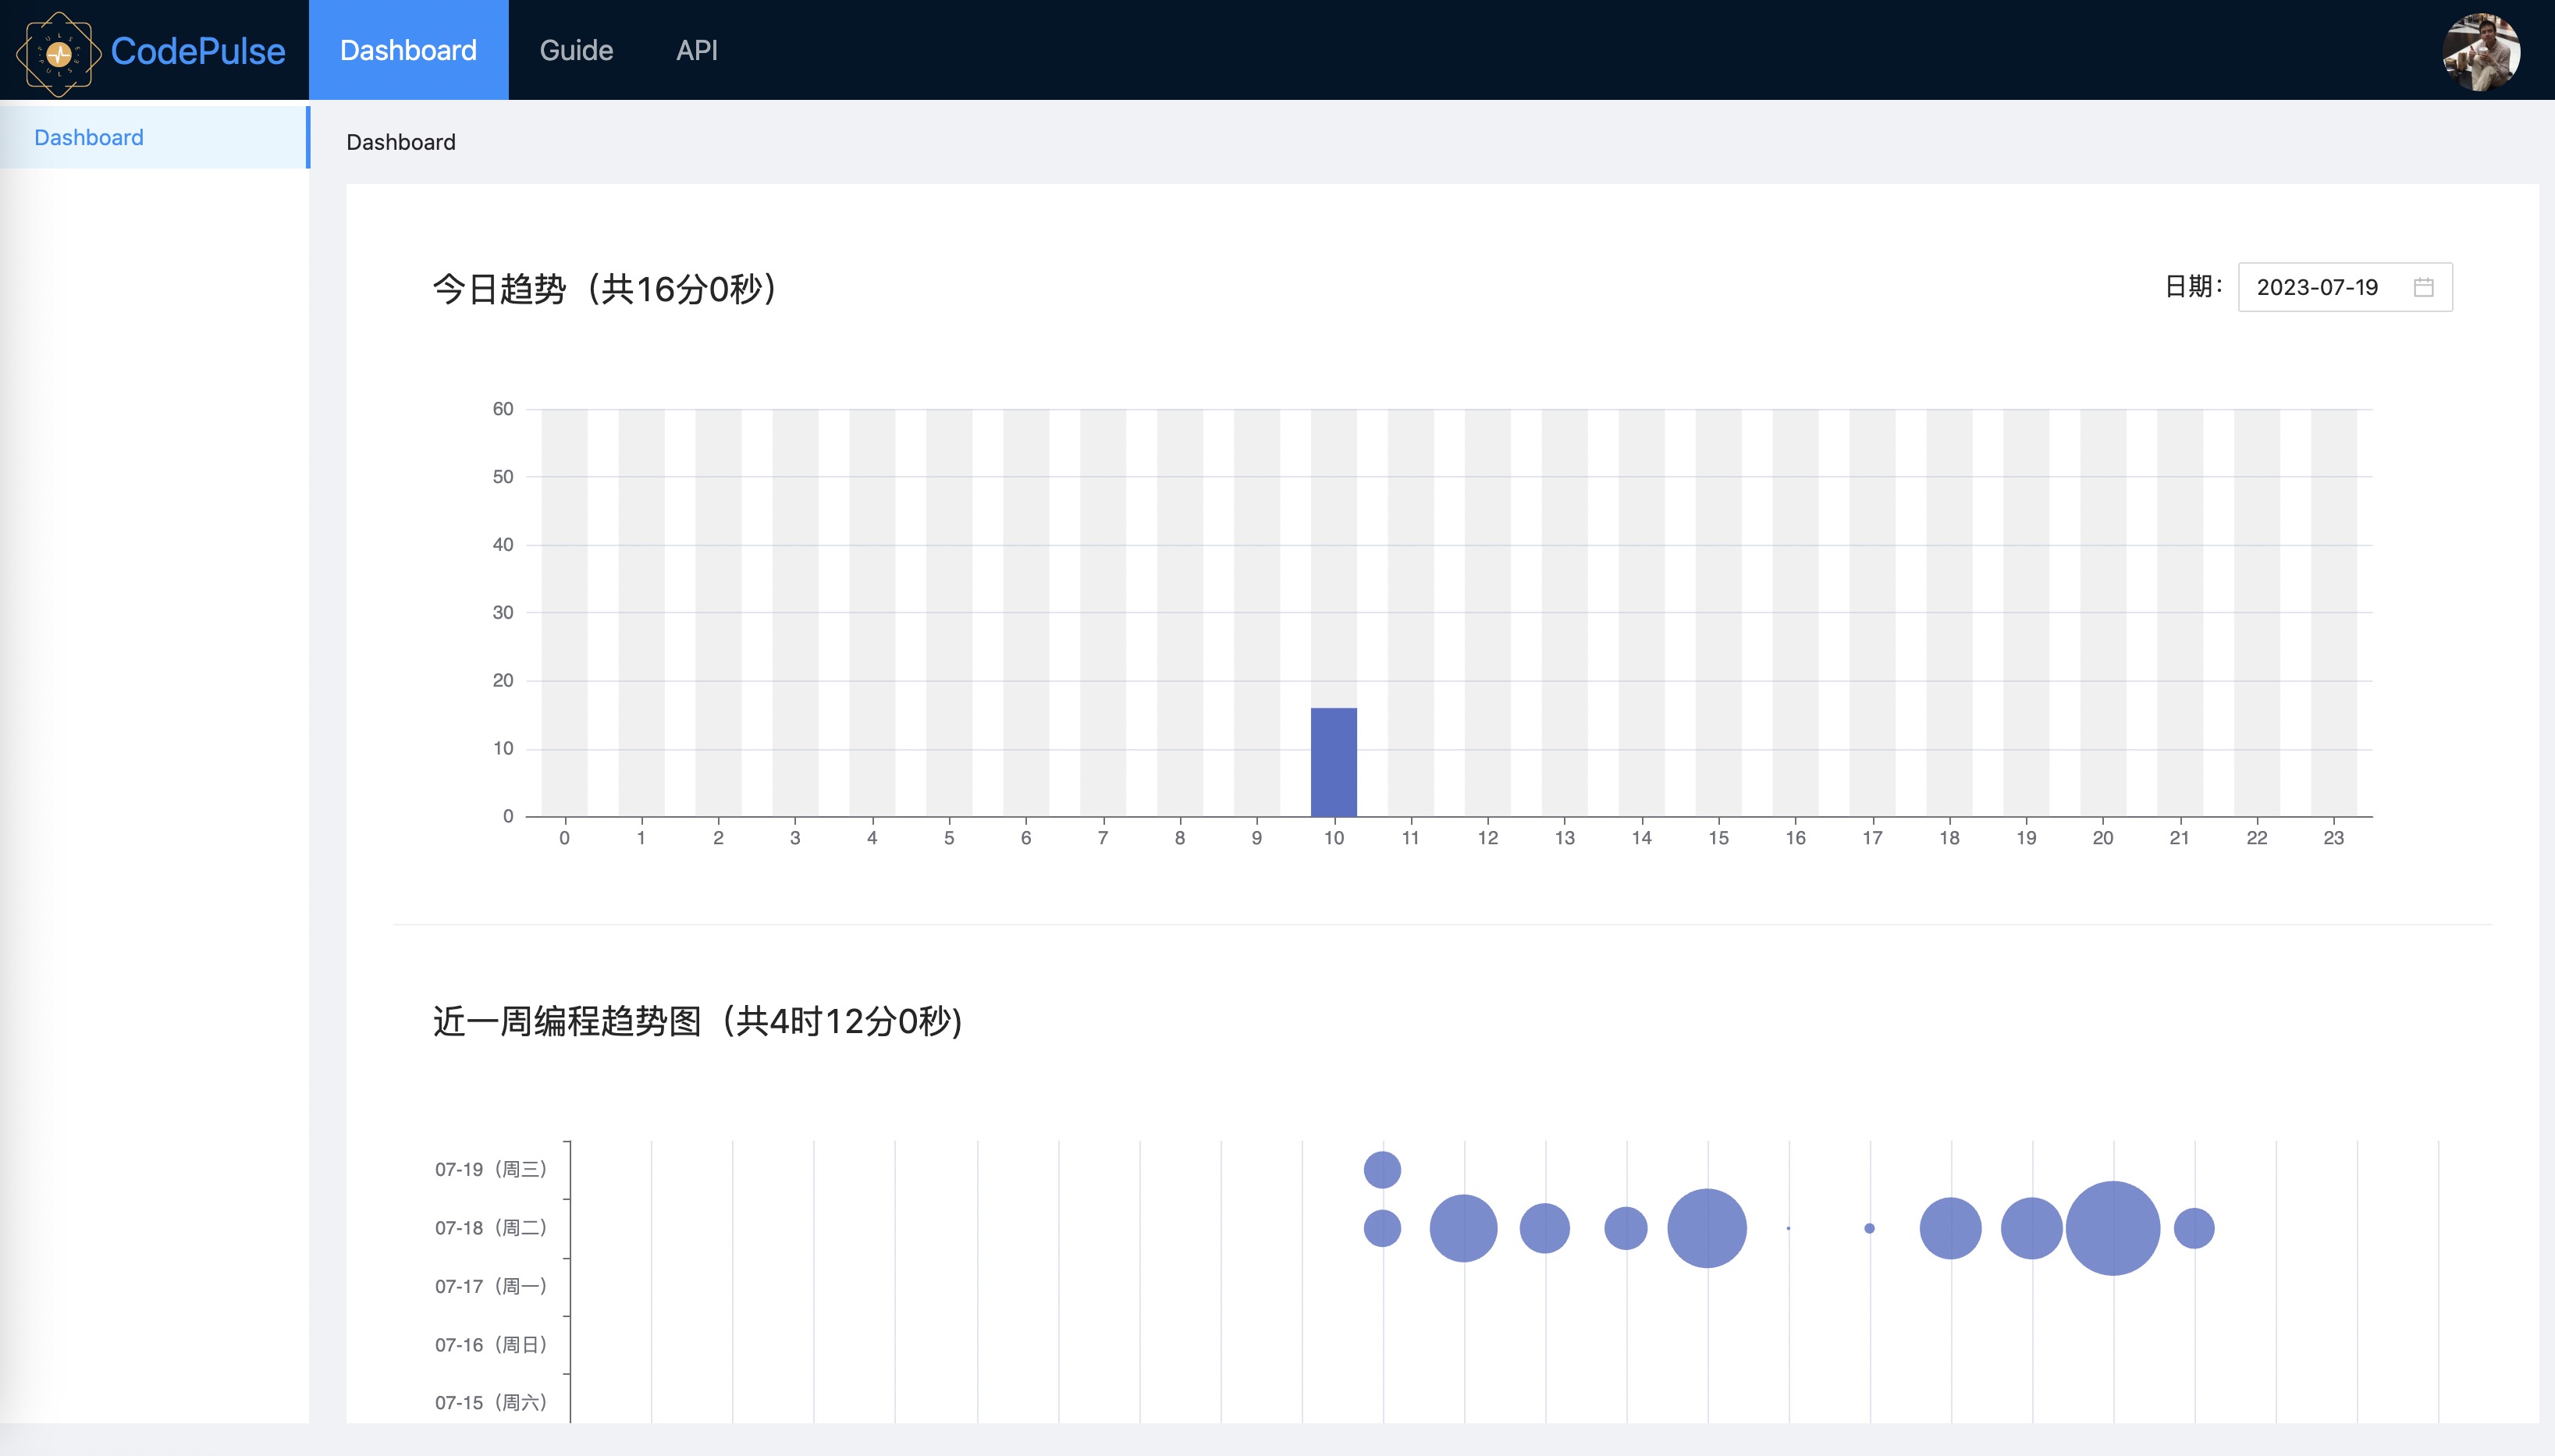 CodePulse Dashboard Guide API
Dashboard
Dashboard
今日趋势（共16分0秒）
日期： 2023-07-19
60
50
40
30
20
10
0
0 1 2 3 4 5 6 7 8 9 10 11 12 13 14 15 16 17 18 19 20 21 22 23
近一周编程趋势图（共4时12分0秒)
07-19（周三）
07-18（周二）
07-17（周一）
07-16（周日）
07-15（周六）